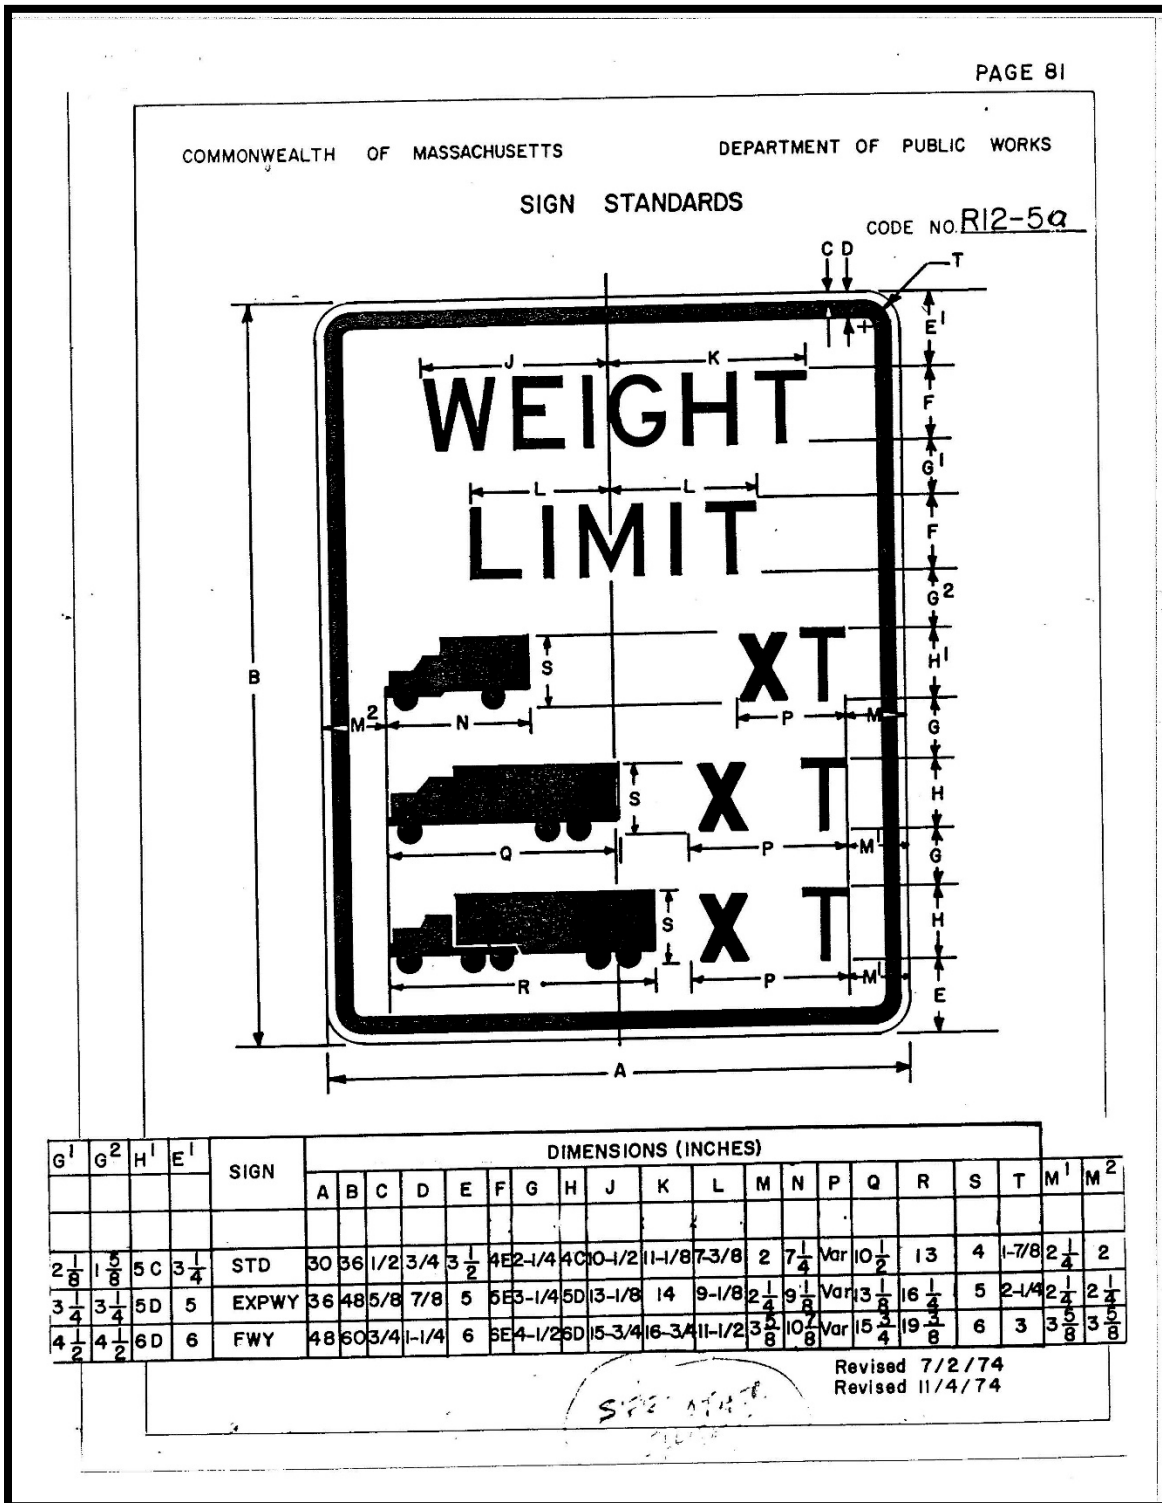 PAGE 81
COMMONWEALTH OF MASSACHUSETTS DEPARTMENT OF PUBLIC WORKS
SIGN STANDARDS
CODE NO. R12-5a
C D T
E¹
J K
WEIGHT
F
G¹
L L
LIMIT
F
G²
S X T H¹
B
M² N P M G
S X T H
Q P M¹ G
S X T H
R P M¹ E
A
G¹ G² H¹ E¹ SIGN DIMENSIONS (INCHES)
A B C D E F G H J K L M N P Q R S T M¹ M²
2 1/8 1 5/8 5 C 3 1/4 STD 30 36 1/2 3/4 3 1/2 4E 2-1/4 4C 10-1/2 11-1/8 7-3/8 2 7 1/4 Var 10 1/2 13 4 1-7/8 2 1/4 2
3 1/4 3 1/4 5D 5 EXPWY 36 48 5/8 7/8 5 5E 3-1/4 5D 13-1/8 14 9-1/8 2 1/4 9 1/8 Var 13 1/8 16 1/4 5 2-1/4 2 1/4 2 1/4
4 1/2 4 1/2 6D 6 FWY 48 60 3/4 1-1/4 6 6E 4-1/2 6D 15-3/4 16-3/4 11-1/2 3 5/8 10 7/8 Var 15 3/4 19 3/8 6 3 3 5/8 3 5/8
Revised 7/2/74
Revised 11/4/74